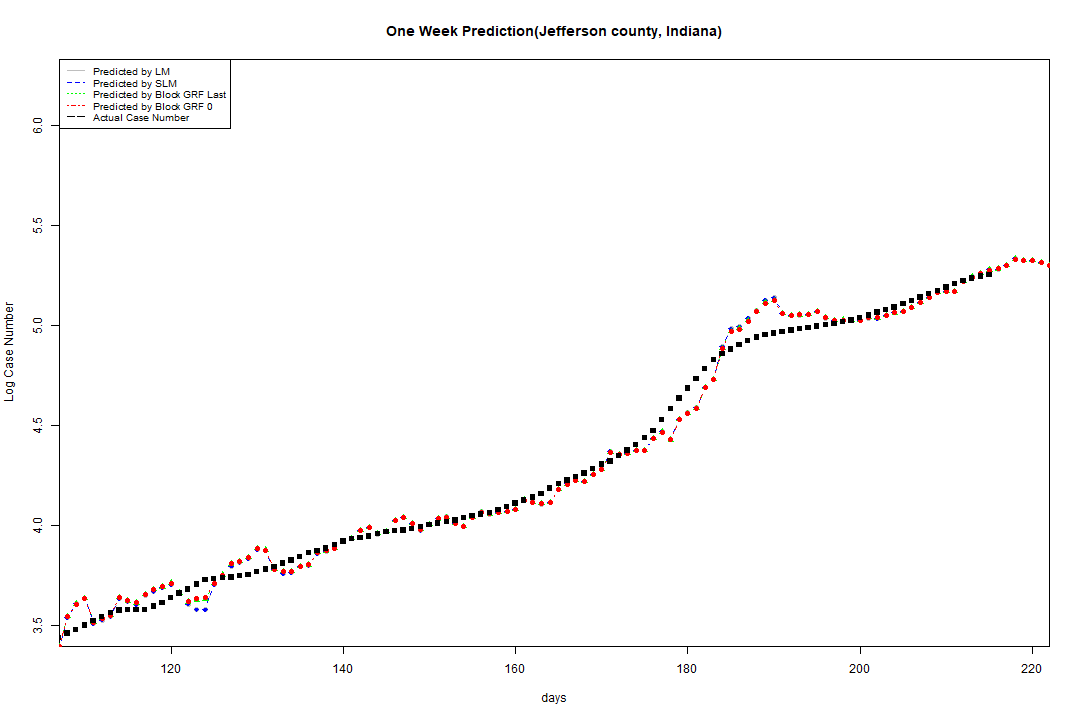 One Week Prediction(Jefferson county, Indiana)
Predicted by LM
Predicted by SLM
Predicted by Block GRF Last
Predicted by Block GRF 0
Actual Case Number
6.0
5.5
5.0
4.5
4.0
3.5
Log Case Number
120 140 160 180 200 220
days